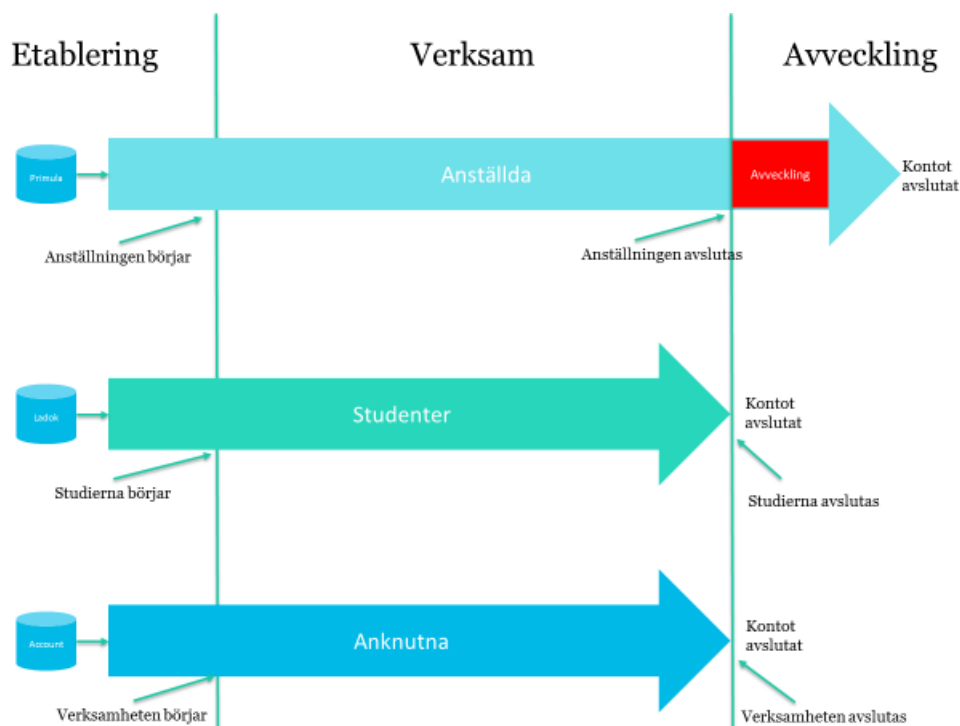 Etablering
Verksam
Avveckling
Primula
Anställda
Avveckling
Kontot
avslutat
Anställningen börjar
Anställningen avslutas
Ladok
Studenter
Kontot
avslutat
Studierna börjar
Studierna avslutas
Account
Anknutna
Kontot
avslutat
Verksamheten börjar
Verksamheten avslutas